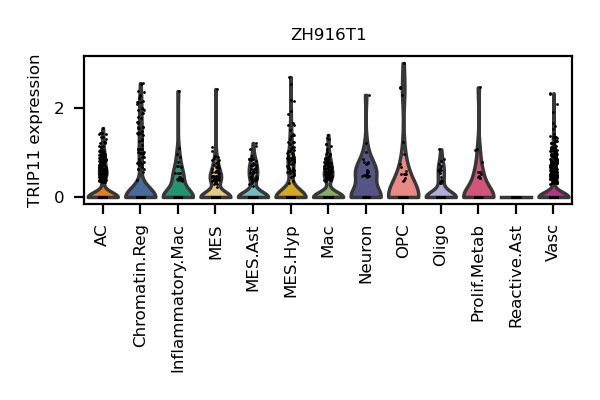 ZH916T1
TRIP11 expression
2
0
AC
Chromatin.Reg
Inflammatory.Mac
MES
MES.Ast
MES.Hyp
Mac
Neuron
OPC
Oligo
Prolif.Metab
Reactive.Ast
Vasc